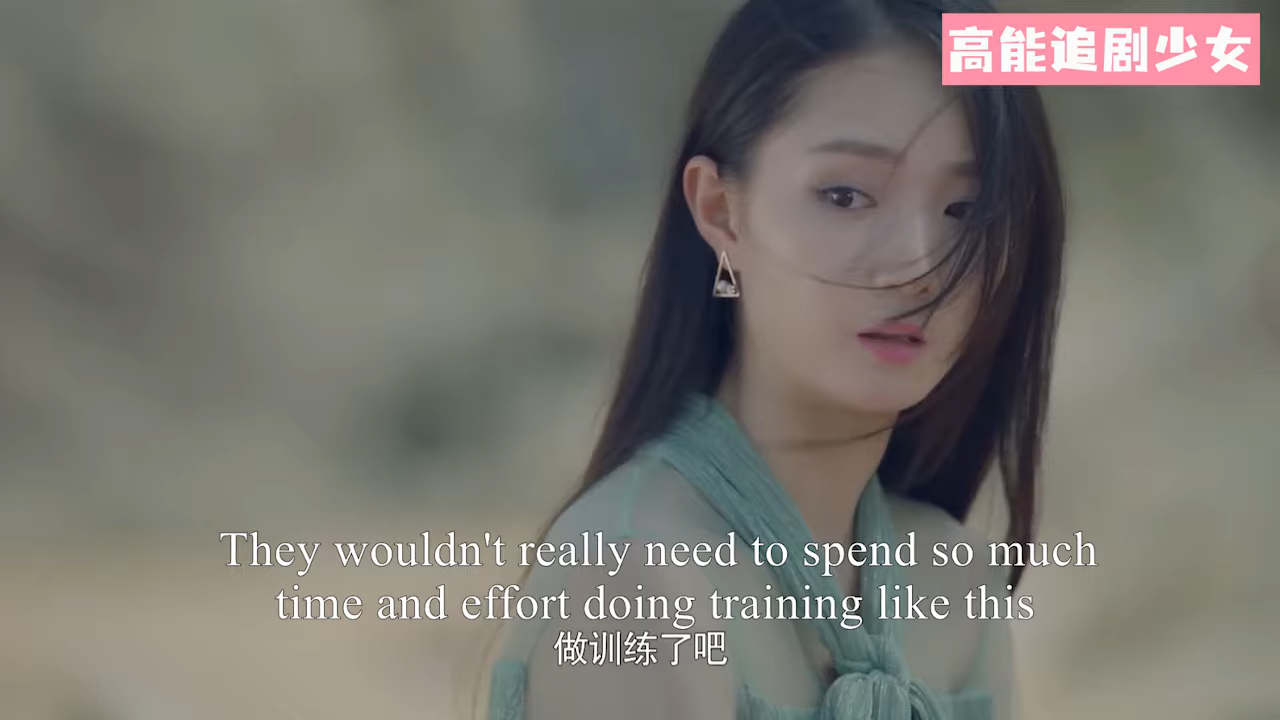 高能追剧少女
They wouldn't really need to spend so much
time and effort doing training like this
做训练了吧